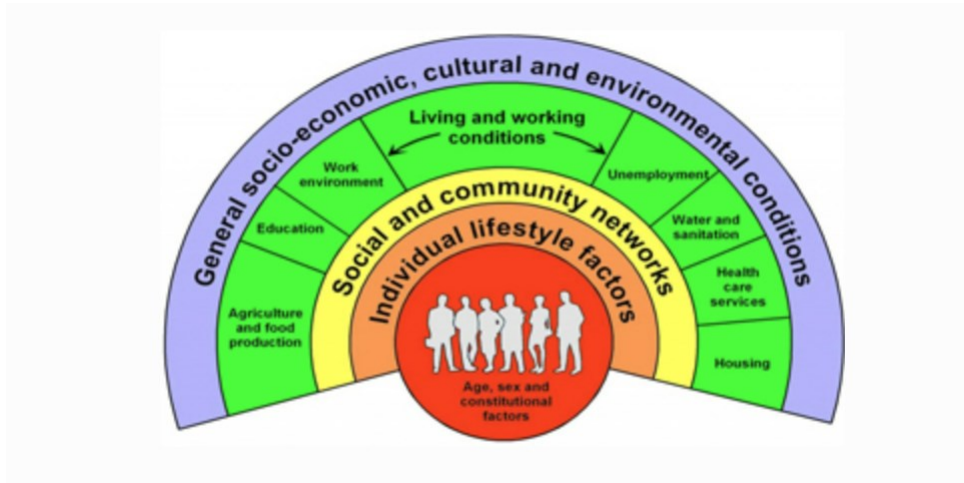 General socio-economic, cultural and environmental conditions
Living and working
conditions
Work
environment
Unemployment
Education
Water and
sanitation
Agriculture
and food
production
Health
care
services
Housing
Social and community networks
Individual lifestyle factors
Age, sex and
constitutional
factors